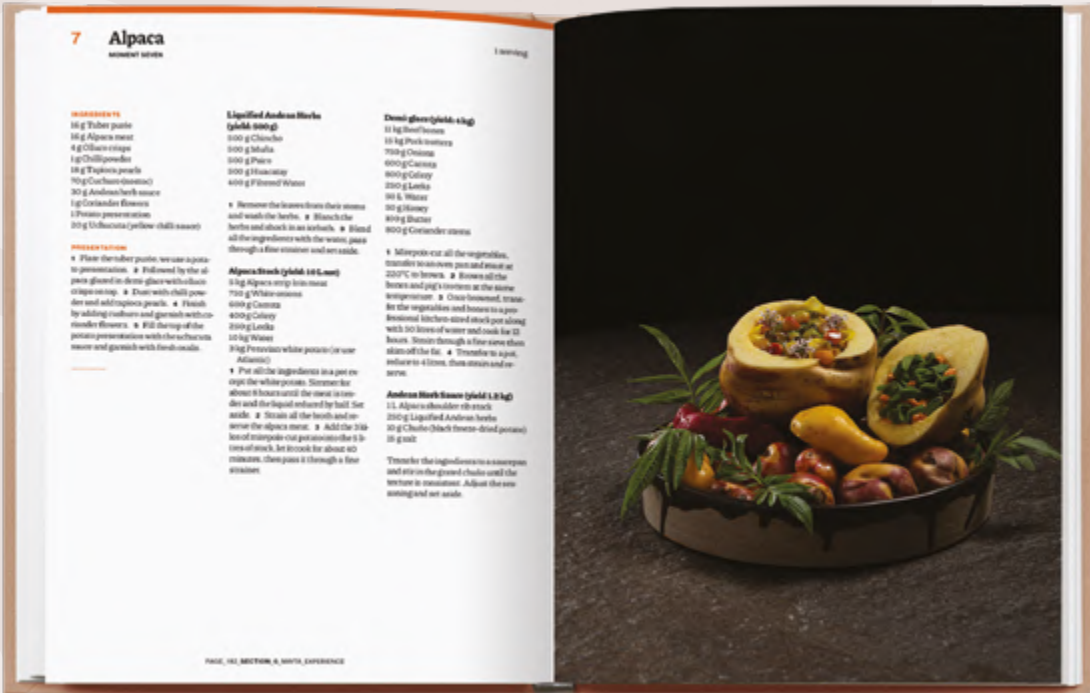 7 Alpaca
MOMENT SEVEN
1 serving
INGREDIENTS
16 g Tuber purée
16 g Alpaca meat
4 g Olluco crisps
1 g Chilli powder
18 g Tapioca pearls
70 g Cushuro (nostoc)
30 g Andean herb sauce
1 g Coriander flowers
1 Potato presentation
20 g Uchucuta (yellow chilli sauce)
PRESENTATION
1 Plate the tuber purée, we use a pota-
to presentation. 2 Followed by the al-
paca glazed in demi-glace with olluco
crisps on top. 3 Dust with chilli pow-
der and add tapioca pearls. 4 Finish
by adding cushuro and garnish with co-
riander flowers. 5 Fill the top of the
potato presentation with the uchucuta
sauce and garnish with fresh oxalis.
Liquified Andean Herbs
(yield: 500 g)
500 g Chincho
500 g Muña
500 g Paico
500 g Huacatay
400 g Filtered Water
1 Remove the leaves from their stems
and wash the herbs. 2 Blanch the
herbs and shock in an ice bath. 3 Blend
all the ingredients with the water, pass
through a fine strainer and set aside.
Alpaca Stock (yield: 10 L net)
5 kg Alpaca strip loin meat
750 g White onions
600 g Carrots
400 g Celery
250 g Leeks
10 kg Water
3 kg Peruvian white potato (or use
Atlantic)
1 Put all the ingredients in a pot ex-
cept the white potato. Simmer for
about 8 hours until the meat is ten-
der and the liquid reduced by half. Set
aside. 2 Strain all the broth and re-
serve the alpaca meat. 3 Add the 3 ki-
los of mirepoix-cut potato into the 5 li-
tres of stock, let it cook for about 40
minutes, then pass it through a fine
strainer.
Demi-glace (yield: 4 kg)
11 kg Beef bones
15 kg Pork trotters
750 g Onions
600 g Carrots
800 g Celery
250 g Leeks
50 L Water
50 g Honey
100 g Butter
800 g Coriander stems
1 Mirepoix-cut all the vegetables,
transfer to an oven pan and roast at
220°C to brown. 2 Brown all the
bones and pig's trotters at the same
temperature. 3 Once browned, trans-
fer the vegetables and bones to a pro-
fessional kitchen-sized stock pot along
with 50 litres of water and cook for 12
hours. Strain through a fine sieve then
skim off the fat. 4 Transfer to a pot,
reduce to 4 litres, then strain and re-
serve.
Andean Herb Sauce (yield 1.2 kg)
1 L Alpaca shoulder rib stock
250 g Liquified Andean herbs
10 g Chuño (black freeze-dried potato)
15 g salt
Transfer the ingredients to a saucepan
and stir in the grated chuño until the
texture is consistent. Adjust the sea-
soning and set aside.
PAGE_182_SECTION_6_MAYTA_EXPERIENCE